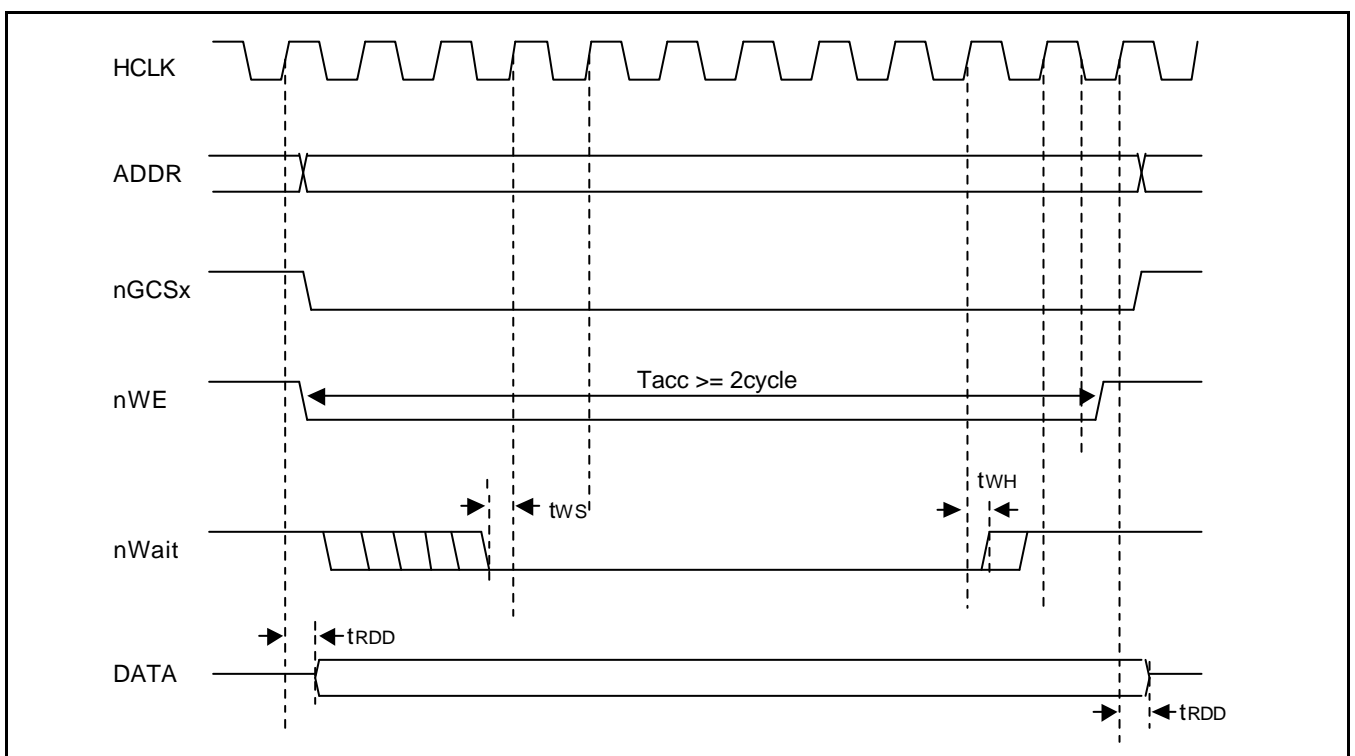 HCLK
ADDR
nGCSx
Tacc >= 2cycle
nWE
tWH
tWS
nWait
tRDD
DATA
tRDD